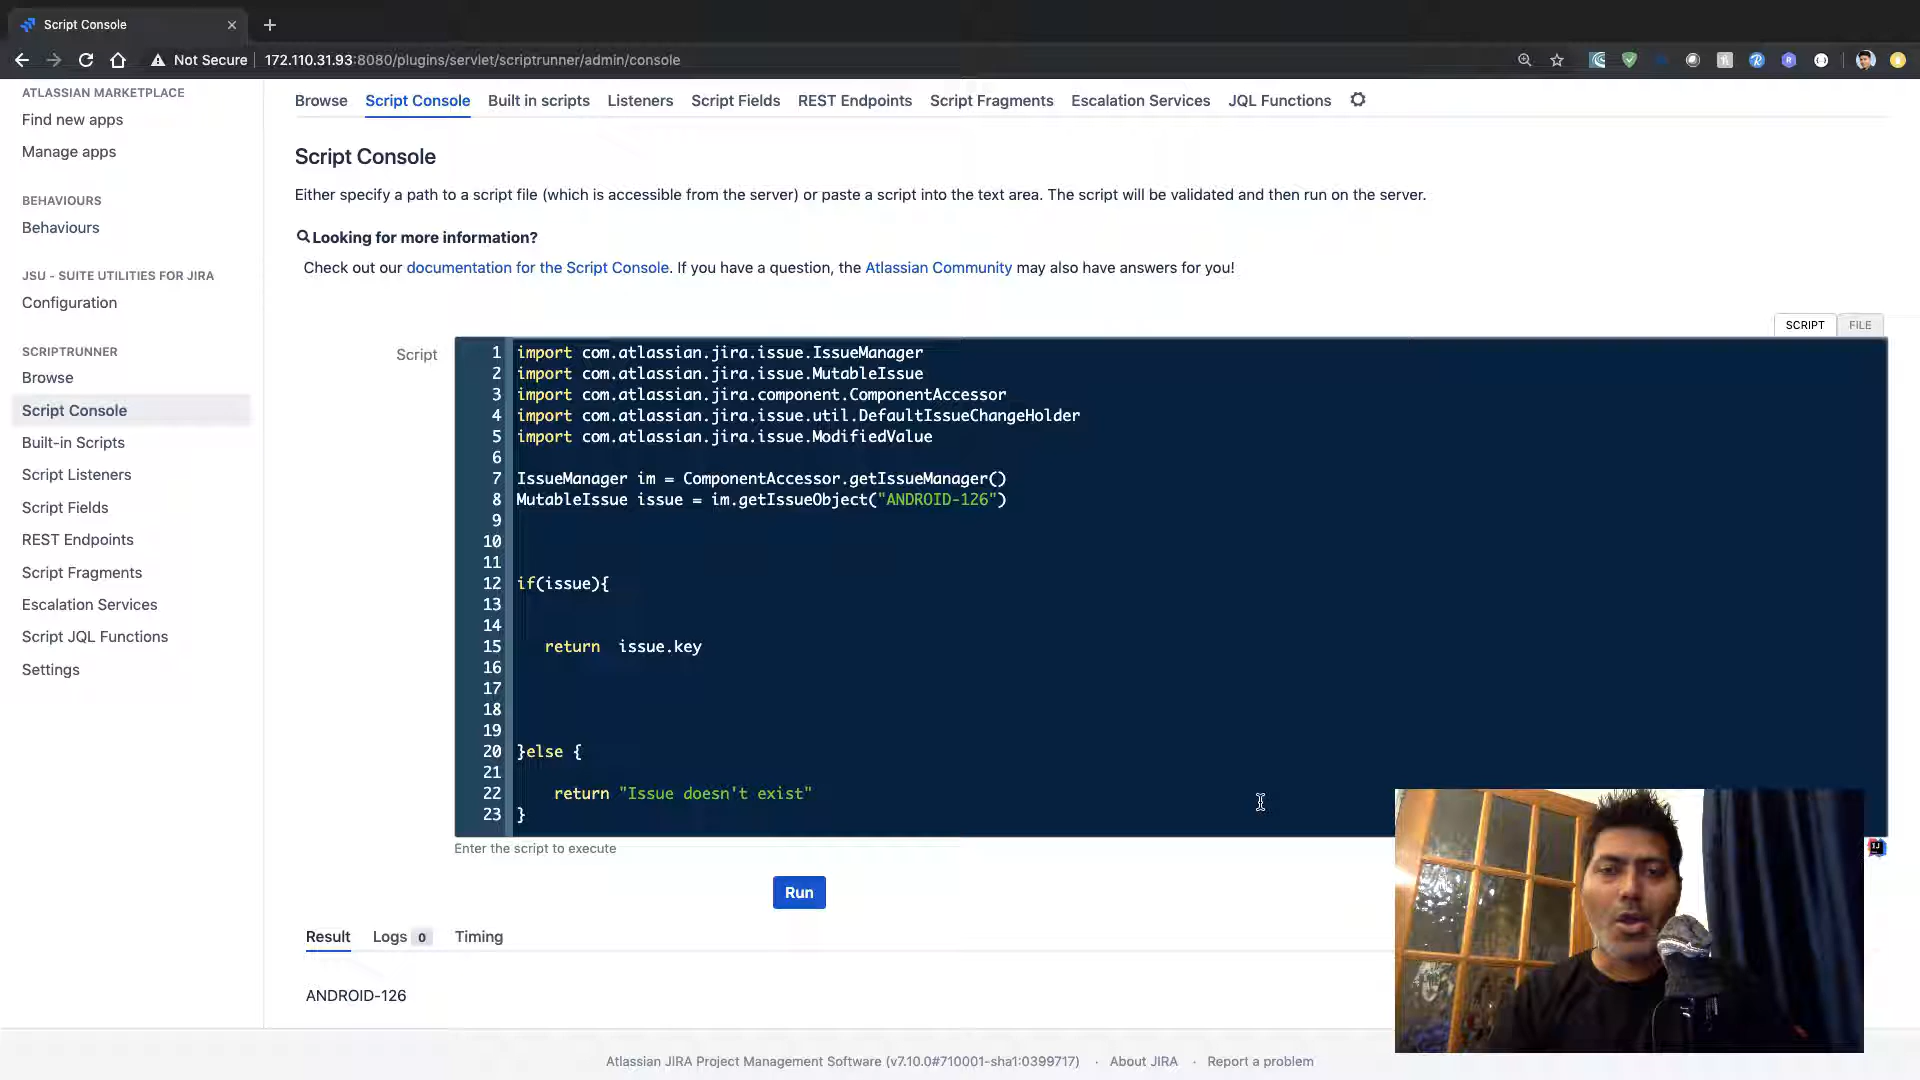 Script Console
Not Secure
172.110.31.93:8080/plugins/servlet/scriptrunner/admin/console
ATLASSIAN MARKETPLACE
Find new apps
Manage apps
BEHAVIOURS
Behaviours
JSU - SUITE UTILITIES FOR JIRA
Configuration
SCRIPTRUNNER
Browse
Script Console
Built-in Scripts
Script Listeners
Script Fields
REST Endpoints
Script Fragments
Escalation Services
Script JQL Functions
Settings
Browse Script Console Built in scripts Listeners Script Fields REST Endpoints Script Fragments Escalation Services JQL Functions
Script Console
Either specify a path to a script file (which is accessible from the server) or paste a script into the text area. The script will be validated and then run on the server.
Looking for more information?
Check out our documentation for the Script Console. If you have a question, the Atlassian Community may also have answers for you!
SCRIPT FILE
Script
1 import com.atlassian.jira.issue.IssueManager
2 import com.atlassian.jira.issue.MutableIssue
3 import com.atlassian.jira.component.ComponentAccessor
4 import com.atlassian.jira.issue.util.DefaultIssueChangeHolder
5 import com.atlassian.jira.issue.ModifiedValue
6
7 IssueManager im = ComponentAccessor.getIssueManager()
8 MutableIssue issue = im.getIssueObject("ANDROID-126")
9
10
11
12 if(issue){
13
14
15 return issue.key
16
17
18
19
20 }else {
21
22 return "Issue doesn't exist"
23 }
Enter the script to execute
Run
Result Logs 0 Timing
ANDROID-126
Atlassian JIRA Project Management Software (v7.10.0#710001-sha1:0399717) · About JIRA · Report a problem